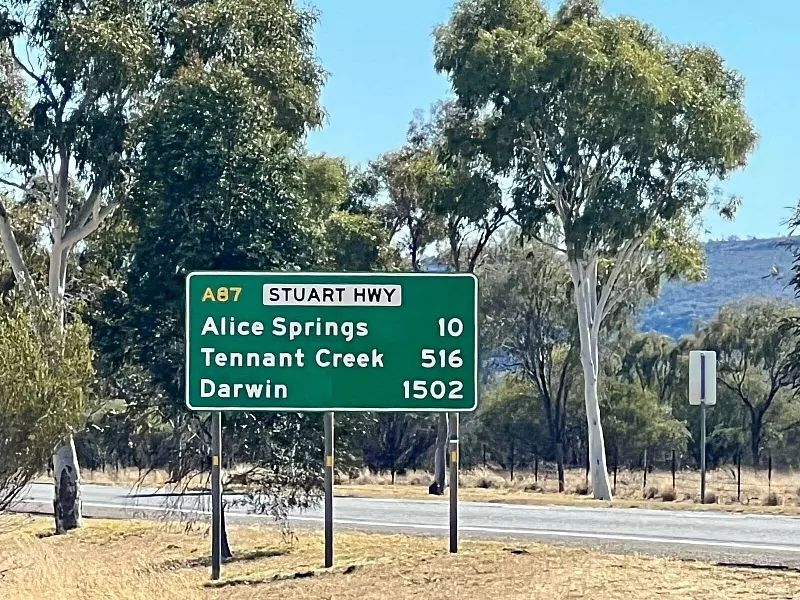 A87 STUART HWY
Alice Springs 10
Tennant Creek 516
Darwin 1502